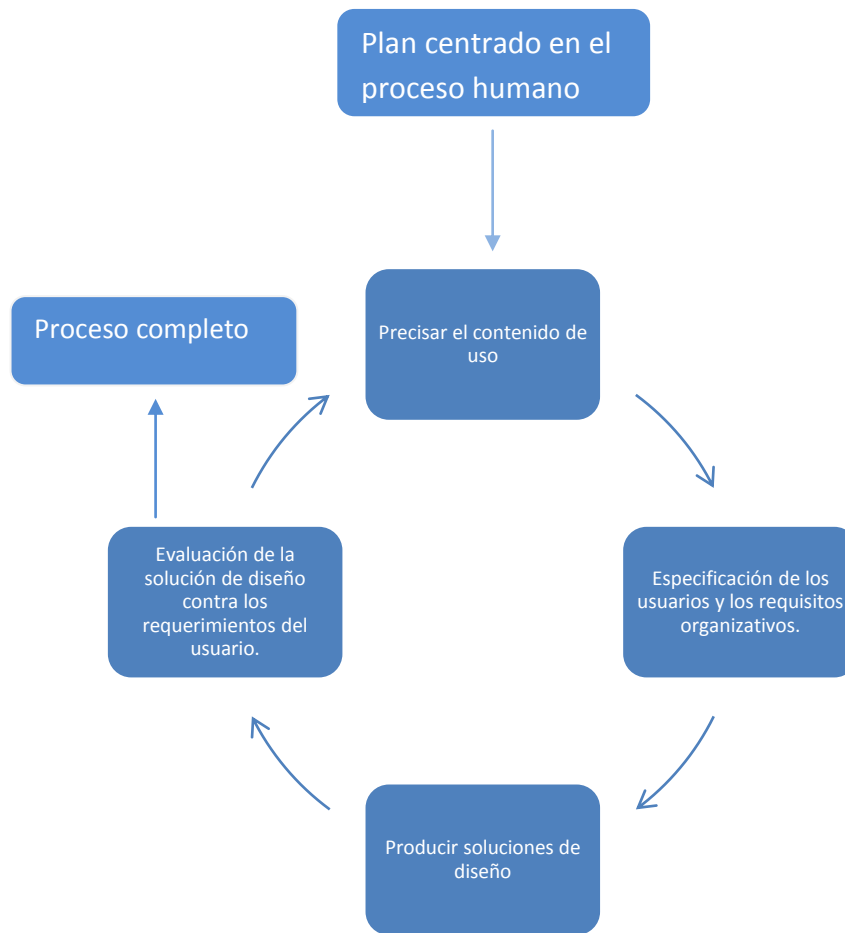 Plan centrado en el
proceso humano
Proceso completo
Precisar el contenido de
uso
Evaluación de la
solución de diseño
contra los
requerimientos del
usuario.
Especificación de los
usuarios y los requisitos
organizativos.
Producir soluciones de
diseño